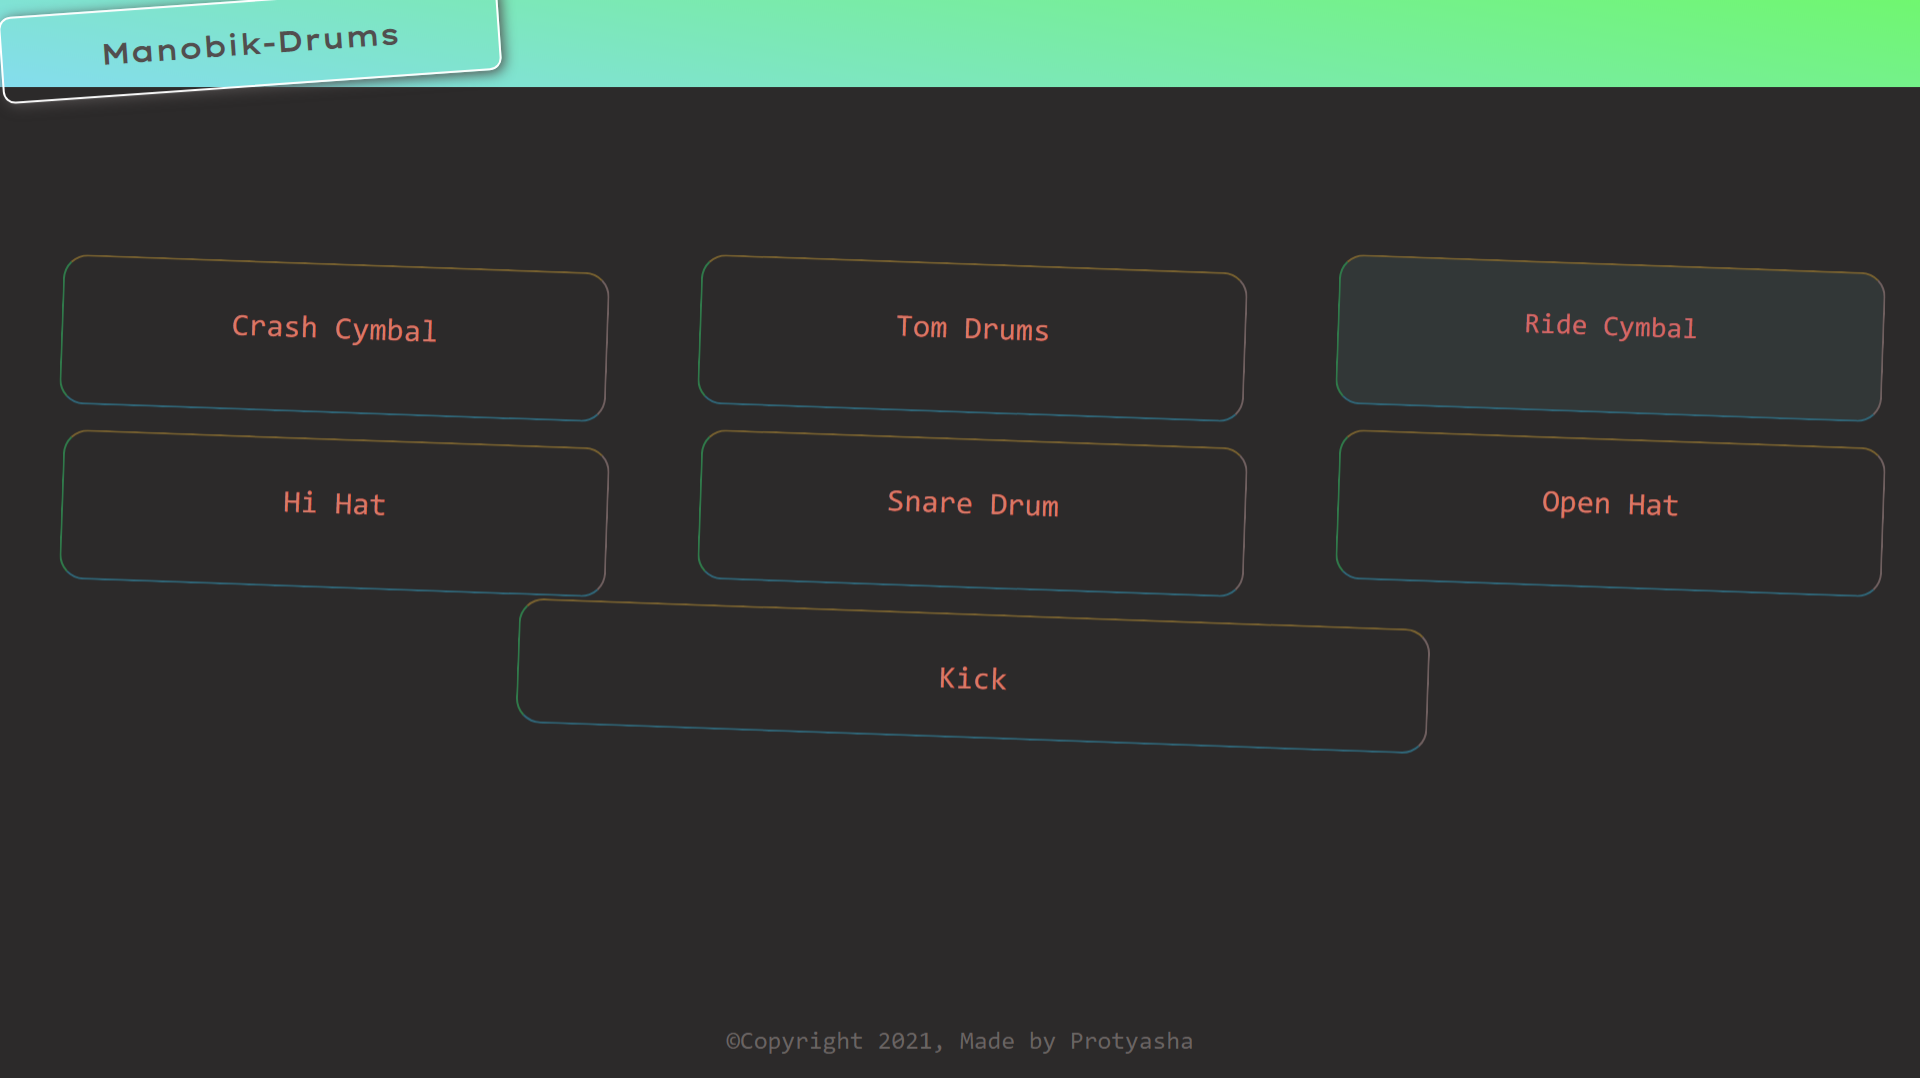 Manobik-Drums
Crash Cymbal
Tom Drums
Ride Cymbal
Hi Hat
Snare Drum
Open Hat
Kick
©Copyright 2021, Made by Protyasha